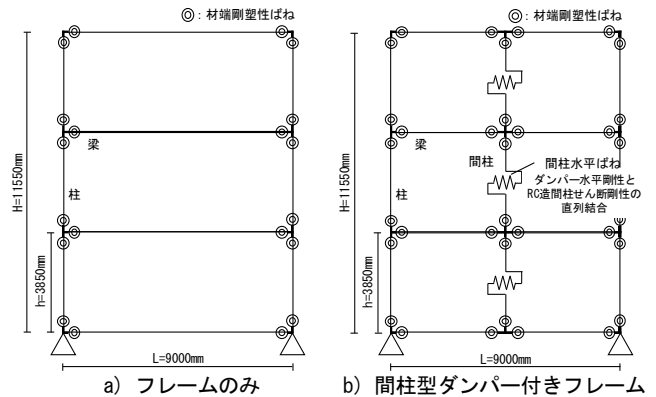 ◎：材端剛塑性ばね
H=11550mm
h=3850mm
梁
柱
L=9000mm
a) フレームのみ
◎：材端剛塑性ばね
H=11550mm
h=3850mm
梁
柱
間柱
間柱水平ばね
ダンパー水平剛性と
RC造間柱せん断剛性の
直列結合
L=9000mm
b) 間柱型ダンパー付きフレーム